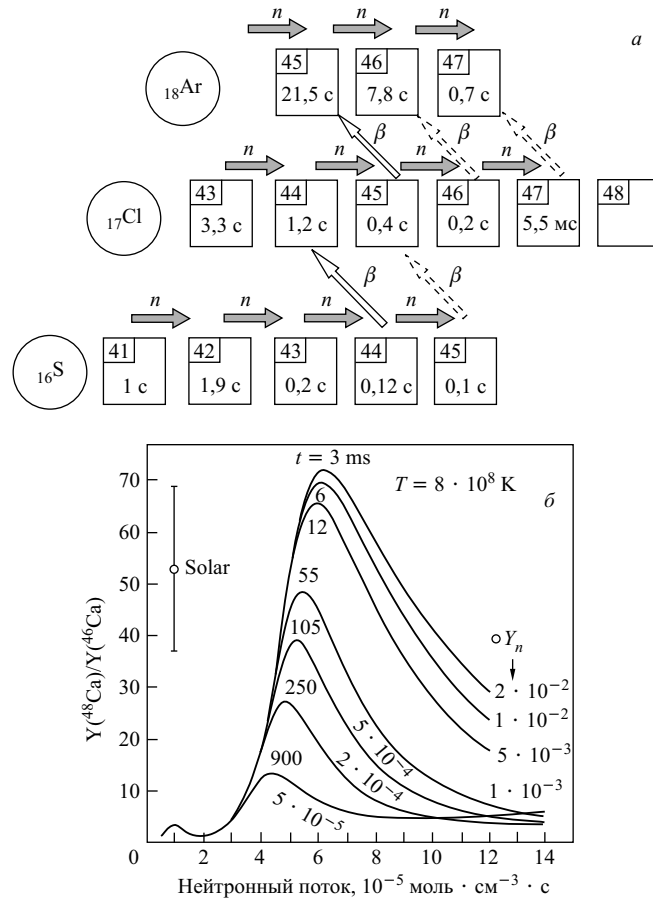 n n n а
45 46 47
₁₈Ar 21,5 с 7,8 с 0,7 с
β β β
n n n n
43 44 45 46 47 48
₁₇Cl 3,3 с 1,2 с 0,4 с 0,2 с 5,5 мс
β β
n n n n
41 42 43 44 45
₁₆S 1 с 1,9 с 0,2 с 0,12 с 0,1 с
t = 3 ms
70 T = 8 · 10⁸ K б
6
60 12
Solar
50 55
Y(⁴⁸Ca)/Y(⁴⁶Ca)
40 105 Yₙ
30 250 2 · 10⁻²
1 · 10⁻²
20 900 5 · 10⁻⁴ 5 · 10⁻³
2 · 10⁻⁴ 1 · 10⁻³
10 5 · 10⁻⁵
0 2 4 6 8 10 12 14
Нейтронный поток, 10⁻⁵ моль · см⁻³ · с